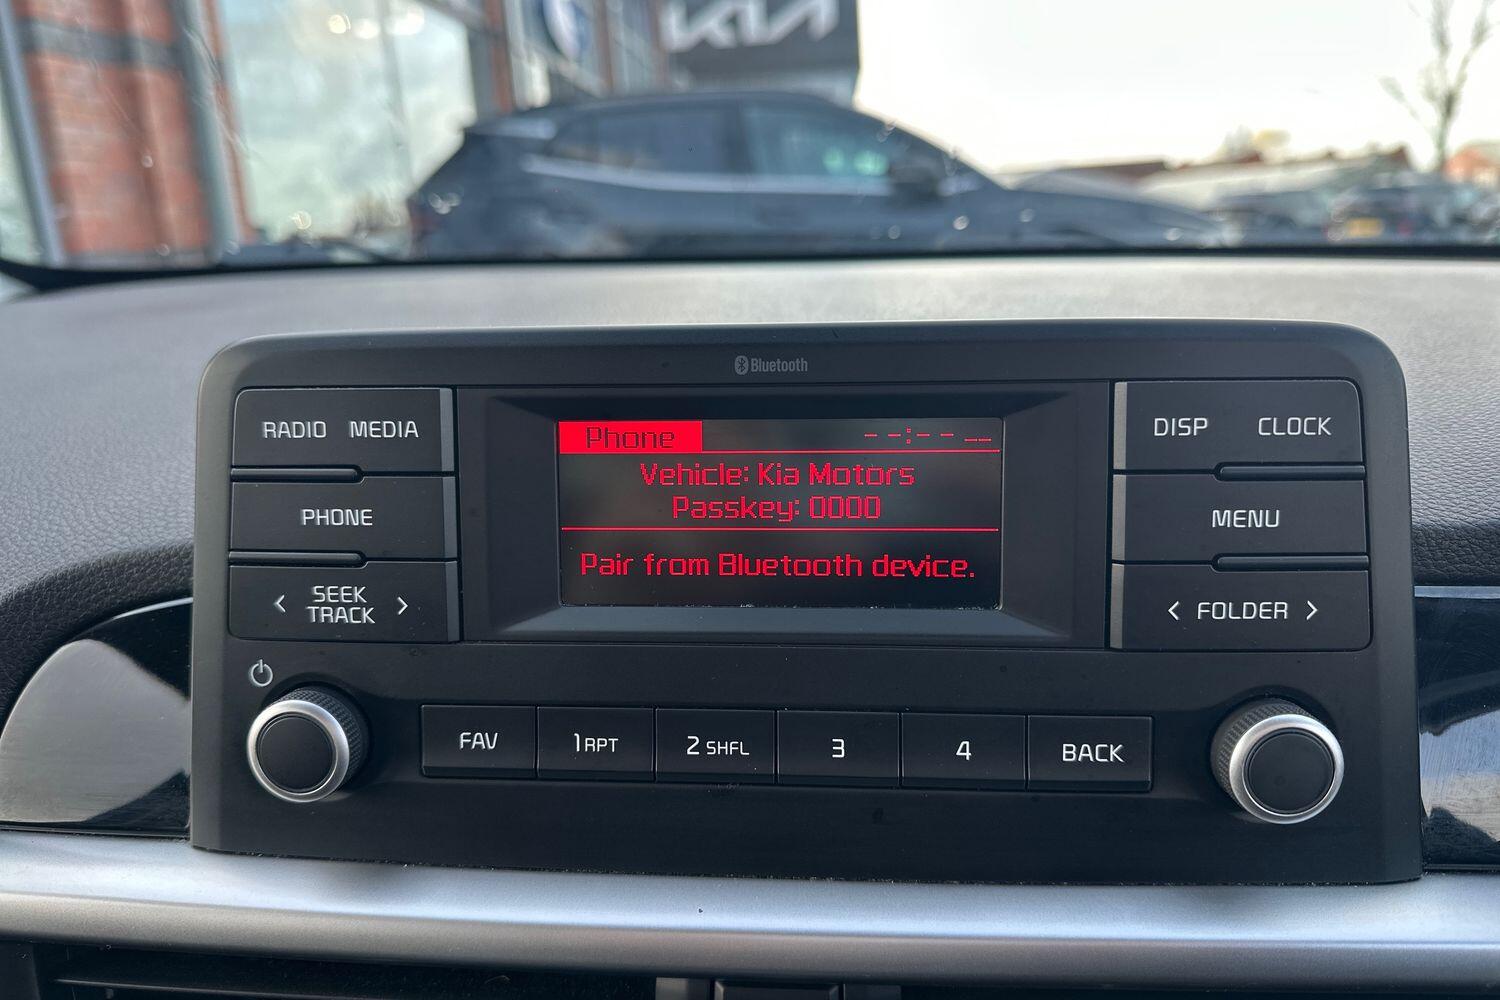 KIA
Bluetooth
RADIO MEDIA
PHONE
< SEEK TRACK >
Phone --:-- --
Vehicle: Kia Motors
Passkey: 0000
Pair from Bluetooth device.
DISP CLOCK
MENU
< FOLDER >
FAV 1 RPT 2 SHFL 3 4 BACK